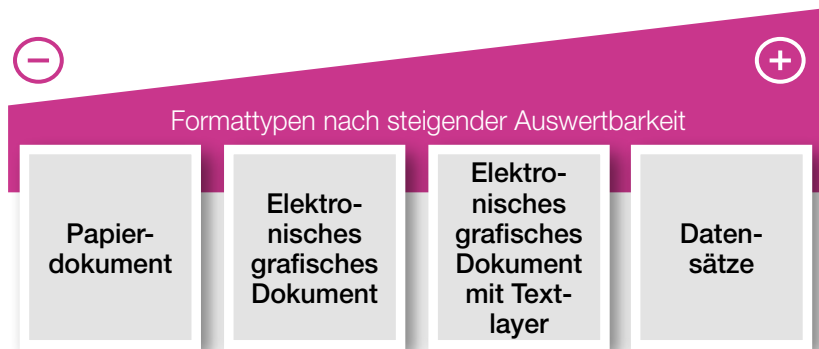 Formattypen nach steigender Auswertbarkeit
Papier-
dokument
Elektro-
nisches
grafisches
Dokument
Elektro-
nisches
grafisches
Dokument
mit Text-
layer
Daten-
sätze